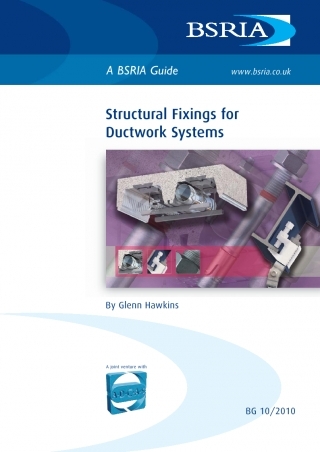 BSRIA
A BSRIA Guide
www.bsria.co.uk
Structural Fixings for
Ductwork Systems
By Glenn Hawkins
A joint venture with
BG 10/2010